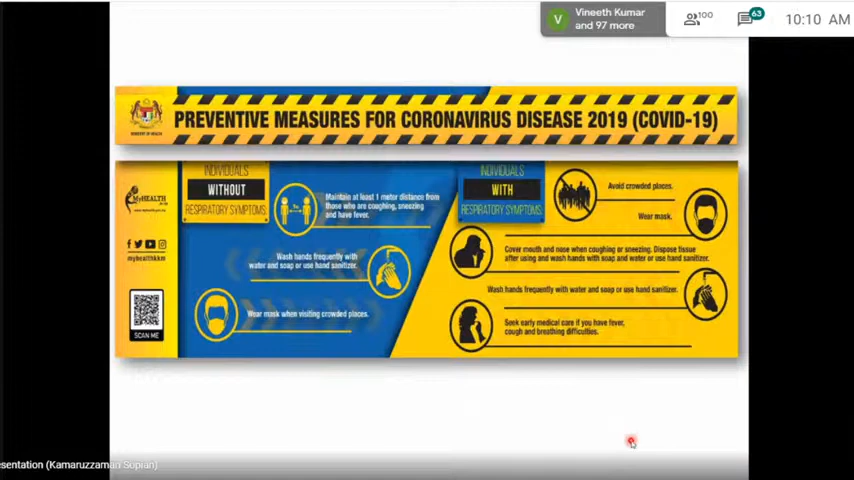 V
Vineeth Kumar
and 97 more
100
63
10:10 AM
PREVENTIVE MEASURES FOR CORONAVIRUS DISEASE 2019 (COVID-19)
MINISTRY OF HEALTH
MyHEALTH
myhealthkkm
SCAN ME
INDIVIDUALS
WITHOUT
RESPIRATORY SYMPTOMS
1m
Maintain at least 1 meter distance from
those who are coughing, sneezing
and have fever.
Wash hands frequently with
water and soap or use hand sanitizer.
Wear mask when visiting crowded places.
INDIVIDUALS
WITH
RESPIRATORY SYMPTOMS
Avoid crowded places.
Wear mask.
Cover mouth and nose when coughing or sneezing. Dispose tissue
after using and wash hands with soap and water or use hand sanitizer.
Wash hands frequently with water and soap or use hand sanitizer.
Seek early medical care if you have fever,
cough and breathing difficulties.
esentation (Kamaruzzaman Sopian)